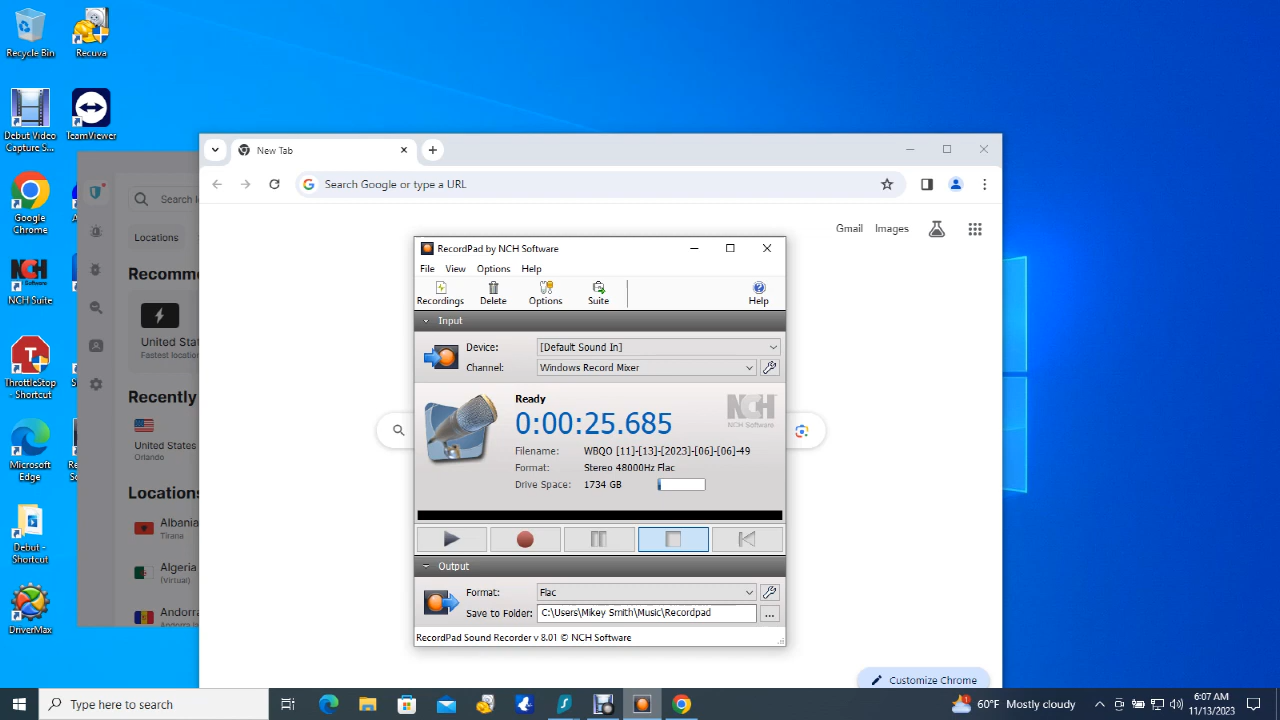 Recycle Bin
Recuva
Debut Video
Capture S...
TeamViewer
Google
Chrome
NCH
Software
NCH Suite
T
ThrottleStop
- Shortcut
Microsoft
Edge
Debut -
Shortcut
DriverMax
Search l
Locations
Recomme
United Sta
Fastest locatio
Recently
United States
Orlando
Locations
Albania
Tirana
Algeria
(Virtual)
Andorra
New Tab
Search Google or type a URL
Gmail
Images
RecordPad by NCH Software
File
View
Options
Help
Recordings
Delete
Options
Suite
Help
Input
Device:
[Default Sound In]
Channel:
Windows Record Mixer
Ready
0:00:25.685
NCH
NCH Software
Filename:
WBQO [11]-[13]-[2023]-[06]-[06]-49
Format:
Stereo 48000Hz Flac
Drive Space:
1734 GB
Output
Format:
Flac
Save to Folder:
C:\Users\Mikey Smith\Music\Recordpad
...
RecordPad Sound Recorder v 8.01 © NCH Software
Customize Chrome
Type here to search
60°F Mostly cloudy
6:07 AM
11/13/2023